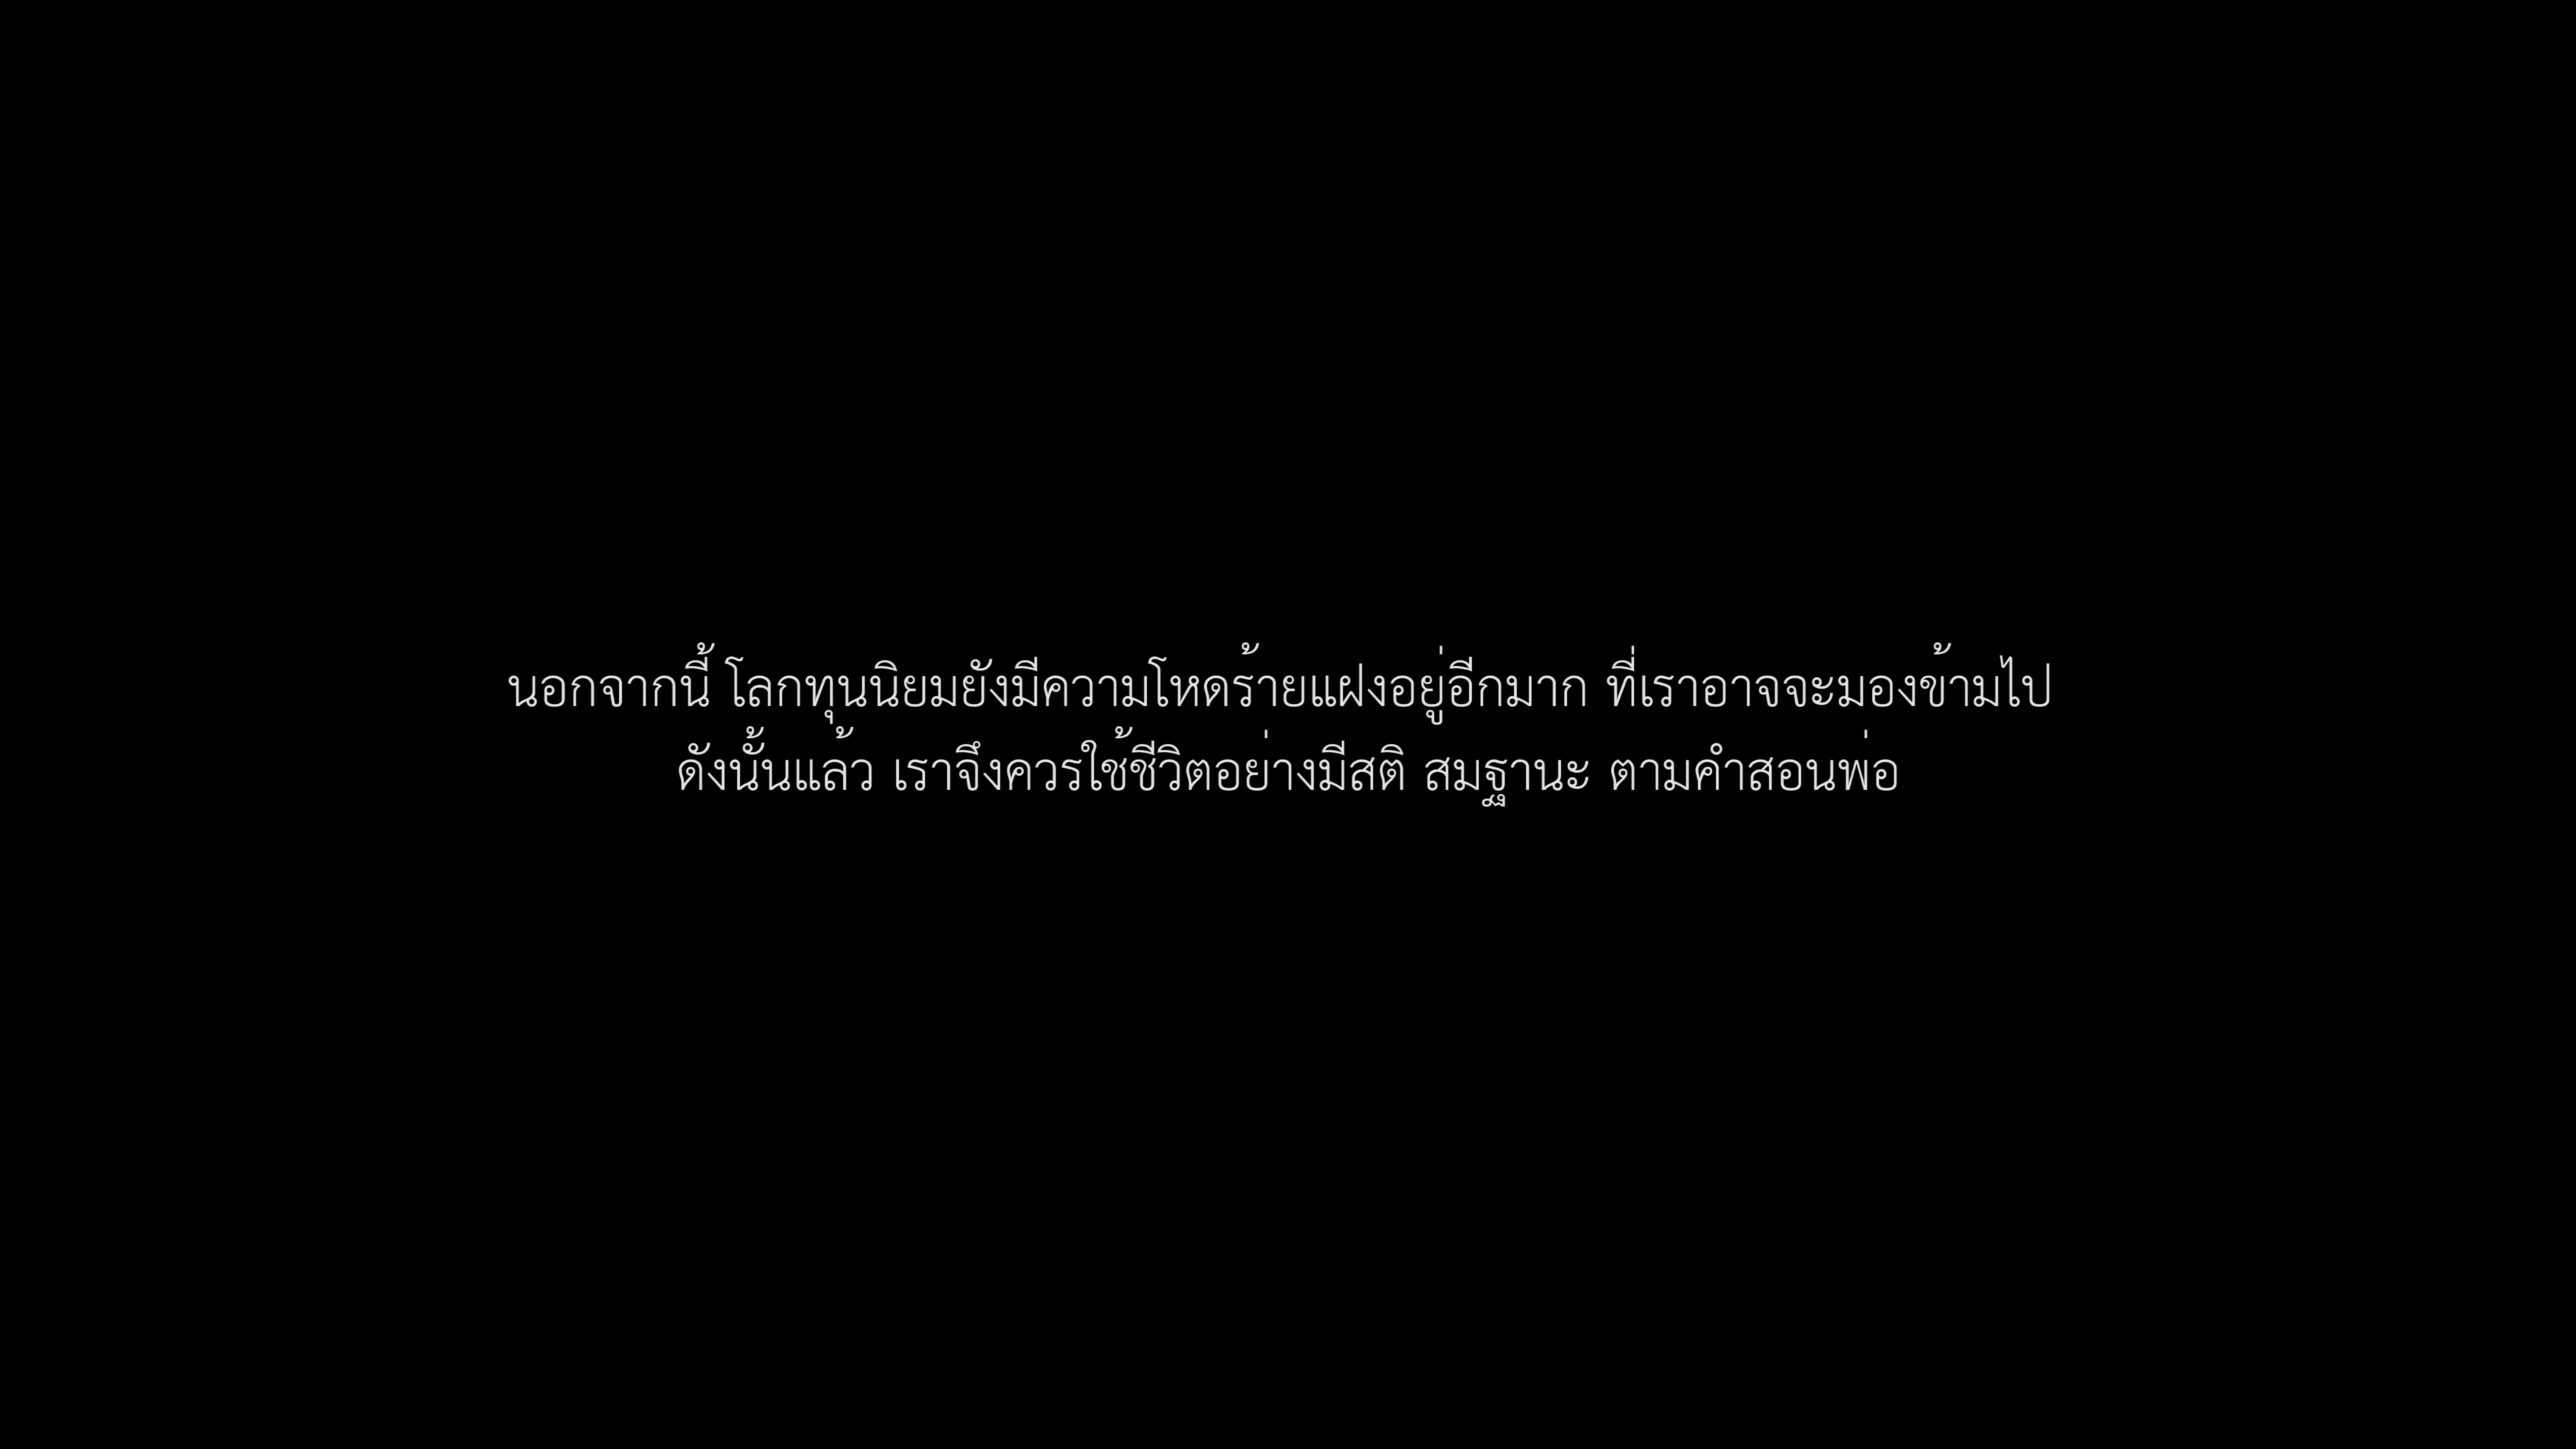 นอกจากนี้ โลกทุนนิยมยังมีความโหดร้ายแฝงอยู่อีกมาก ที่เราอาจจะมองข้ามไป
ดังนั้นแล้ว เราจึงควรใช้ชีวิตอย่างมีสติ สมฐานะ ตามคำสอนพ่อ